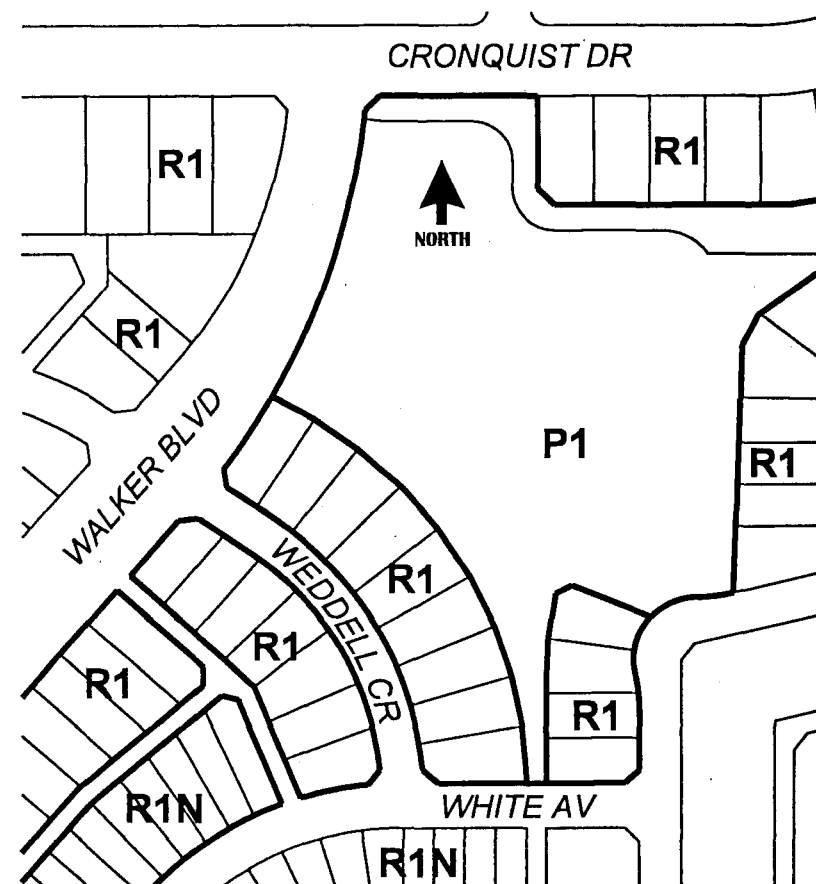 CRONQUIST DR
R1
R1
NORTH
R1
P1
R1
WALKER BLVD
R1
WEDDELL CR
R1
R1
R1
R1N
WHITE AV
R1N